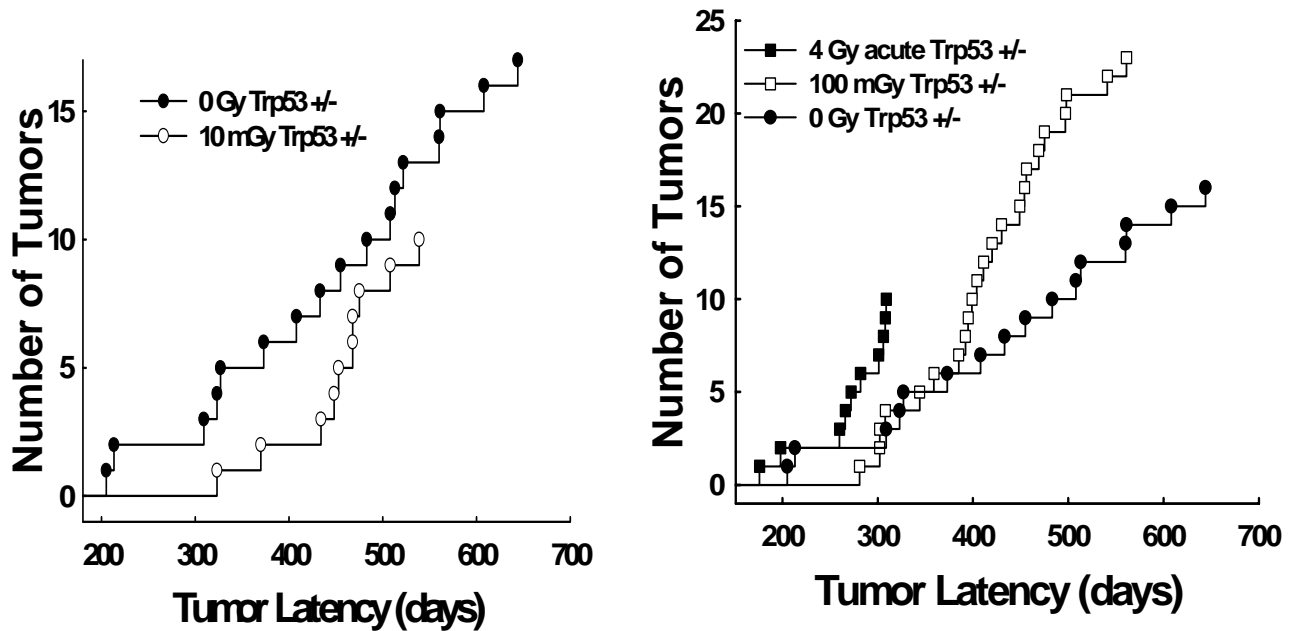 0 Gy Trp53 +/-
10 mGy Trp53 +/-
Number of Tumors
15
10
5
0
200 300 400 500 600 700
Tumor Latency (days)
4 Gy acute Trp53 +/-
100 mGy Trp53 +/-
0 Gy Trp53 +/-
Number of Tumors
25
20
15
10
5
0
200 300 400 500 600 700
Tumor Latency (days)